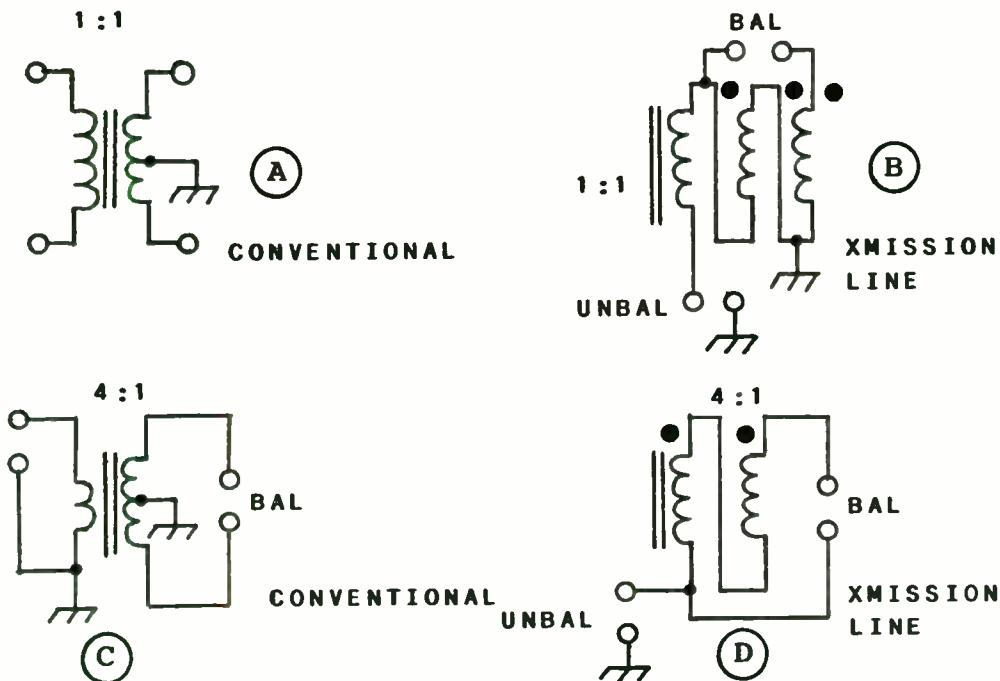 1:1
A
CONVENTIONAL
BAL
1:1
B
XMISSION
LINE
UNBAL
4:1
BAL
CONVENTIONAL
C
4:1
BAL
UNBAL
XMISSION
LINE
D